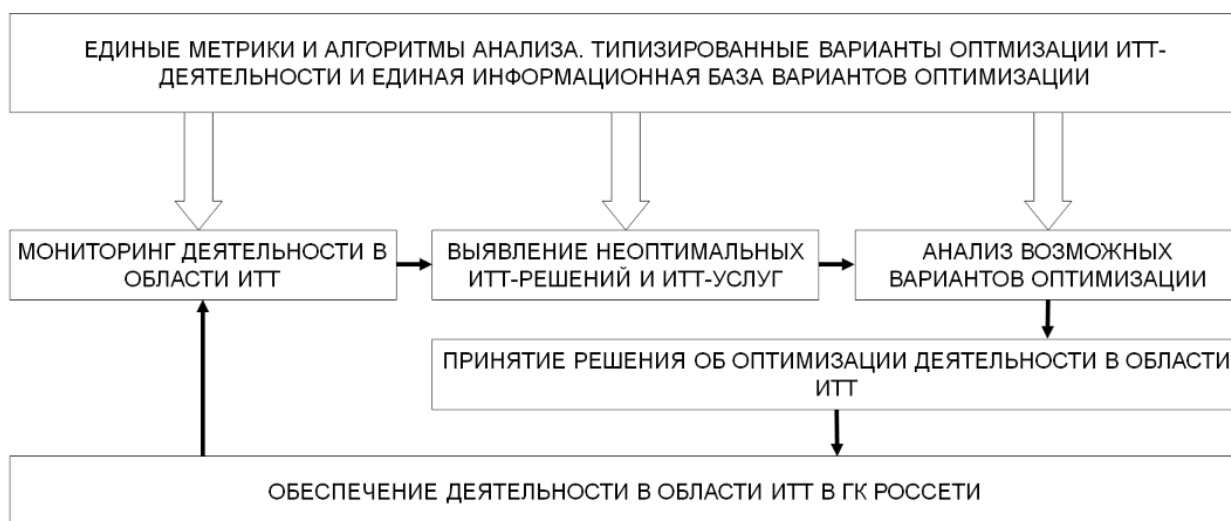 ЕДИНЫЕ МЕТРИКИ И АЛГОРИТМЫ АНАЛИЗА. ТИПИЗИРОВАННЫЕ ВАРИАНТЫ ОПТМИЗАЦИИ ИТТ-
ДЕЯТЕЛЬНОСТИ И ЕДИНАЯ ИНФОРМАЦИОННАЯ БАЗА ВАРИАНТОВ ОПТИМИЗАЦИИ
МОНИТОРИНГ ДЕЯТЕЛЬНОСТИ В
ОБЛАСТИ ИТТ
ВЫЯВЛЕНИЕ НЕОПТИМАЛЬНЫХ
ИТТ-РЕШЕНИЙ И ИТТ-УСЛУГ
АНАЛИЗ ВОЗМОЖНЫХ
ВАРИАНТОВ ОПТИМИЗАЦИИ
ПРИНЯТИЕ РЕШЕНИЯ ОБ ОПТИМИЗАЦИИ ДЕЯТЕЛЬНОСТИ В ОБЛАСТИ
ИТТ
ОБЕСПЕЧЕНИЕ ДЕЯТЕЛЬНОСТИ В ОБЛАСТИ ИТТ В ГК РОССЕТИ